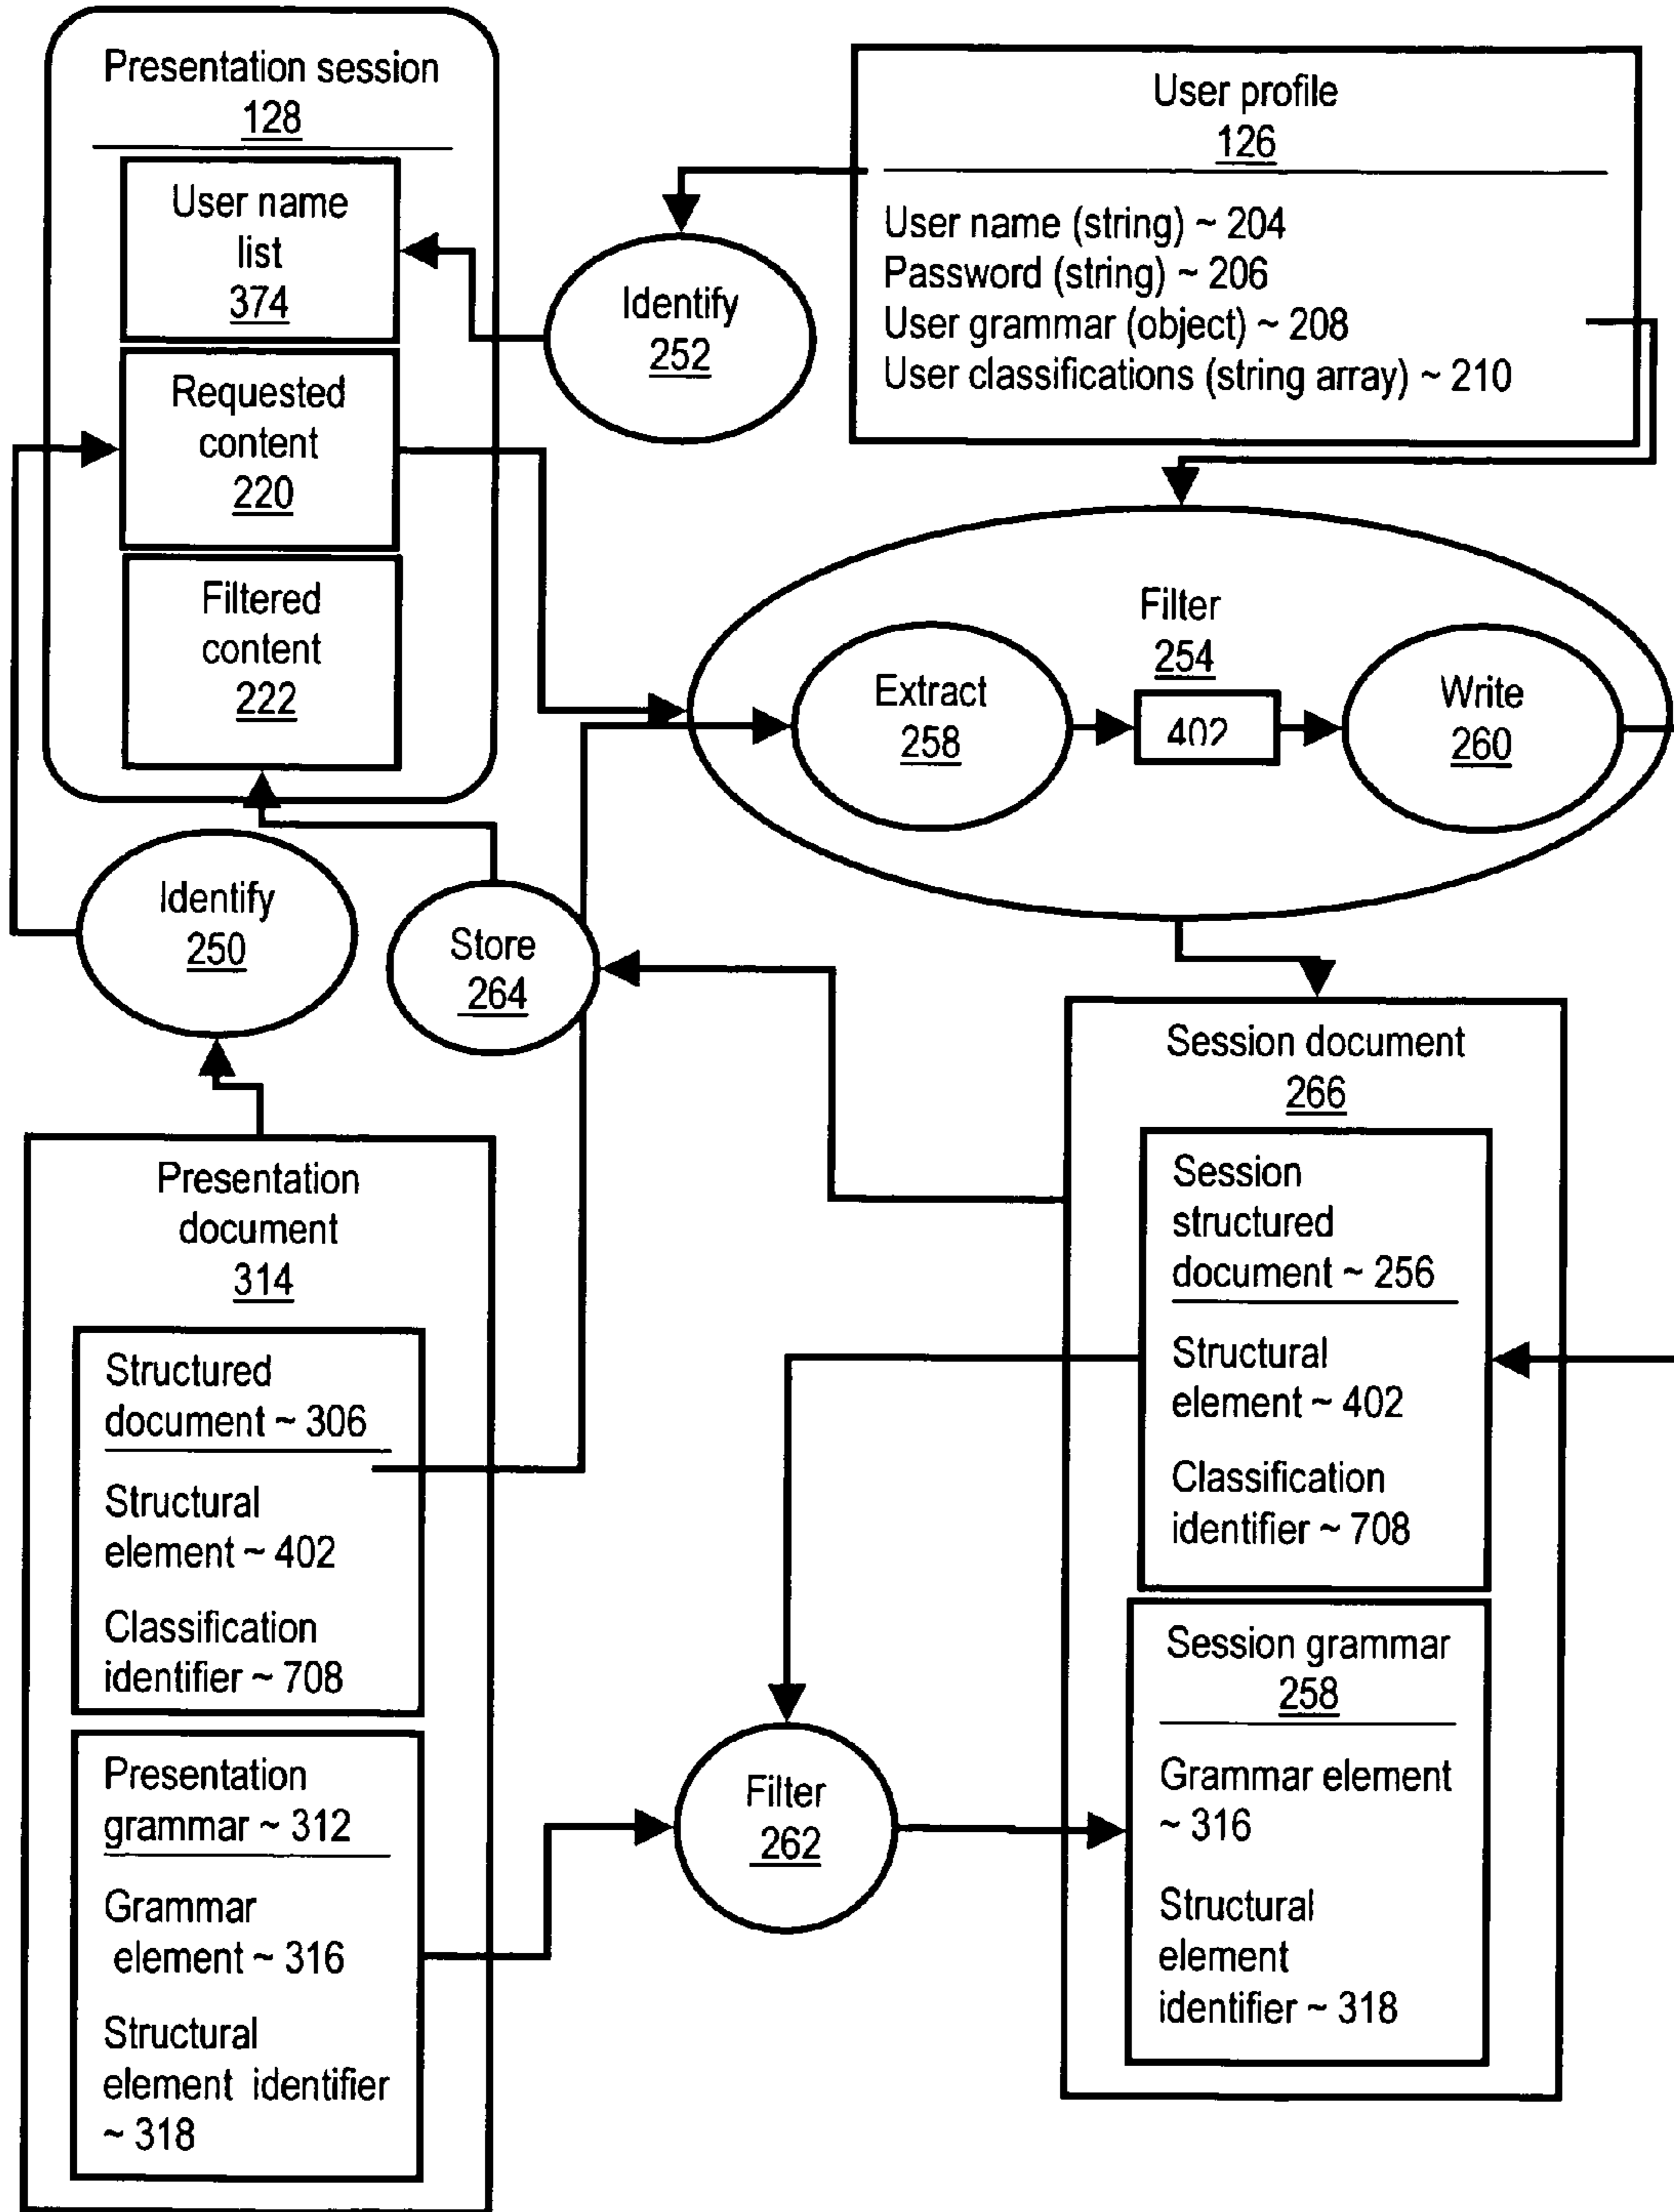 Presentation session
128
User name
list
374
Requested
content
220
Filtered
content
222
User profile
126
User name (string) ~ 204
Password (string) ~ 206
User grammar (object) ~ 208
User classifications (string array) ~ 210
Identify
252
Filter
254
Extract
258
402
Write
260
Identify
250
Store
264
Session document
266
Session
structured
document ~ 256
Structural
element ~ 402
Classification
identifier ~ 708
Session grammar
258
Grammar element
~ 316
Structural
element
identifier ~ 318
Presentation
document
314
Structured
document ~ 306
Structural
element ~ 402
Classification
identifier ~ 708
Presentation
grammar ~ 312
Grammar
element ~ 316
Structural
element identifier
~ 318
Filter
262